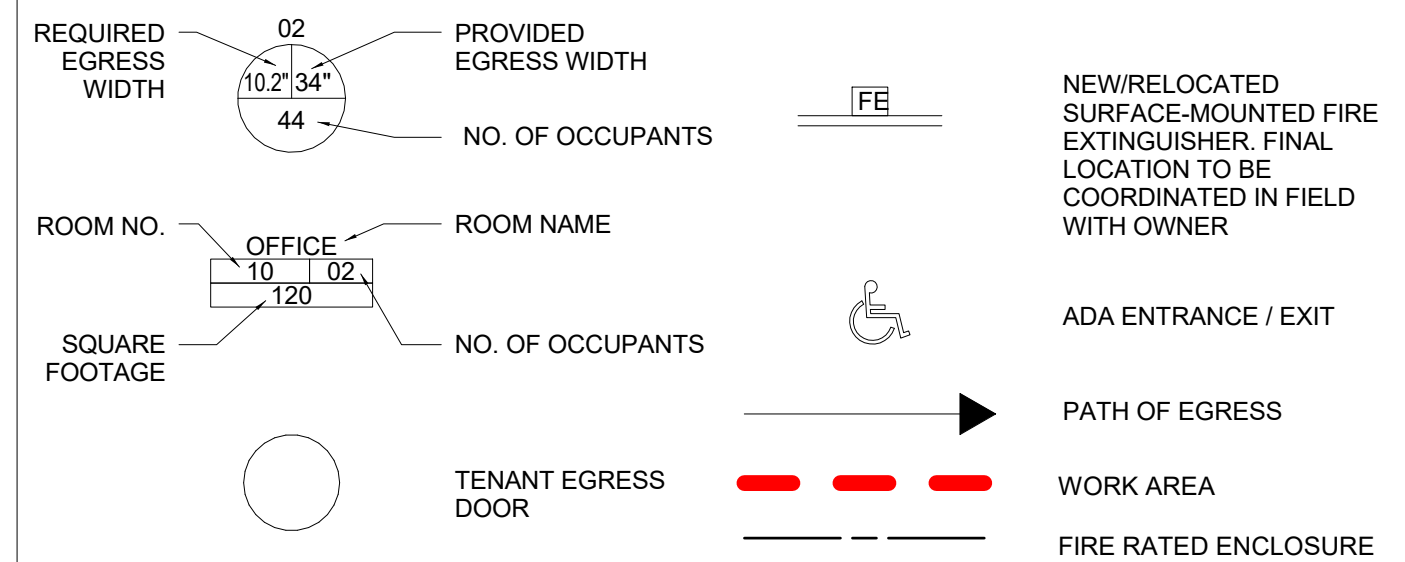 REQUIRED
EGRESS
WIDTH
02
10.2" 34"
44
PROVIDED
EGRESS WIDTH
NO. OF OCCUPANTS
ROOM NO.
OFFICE
10 02
120
ROOM NAME
SQUARE
FOOTAGE
NO. OF OCCUPANTS
TENANT EGRESS
DOOR
FE
NEW/RELOCATED
SURFACE-MOUNTED FIRE
EXTINGUISHER. FINAL
LOCATION TO BE
COORDINATED IN FIELD
WITH OWNER
ADA ENTRANCE / EXIT
PATH OF EGRESS
WORK AREA
FIRE RATED ENCLOSURE